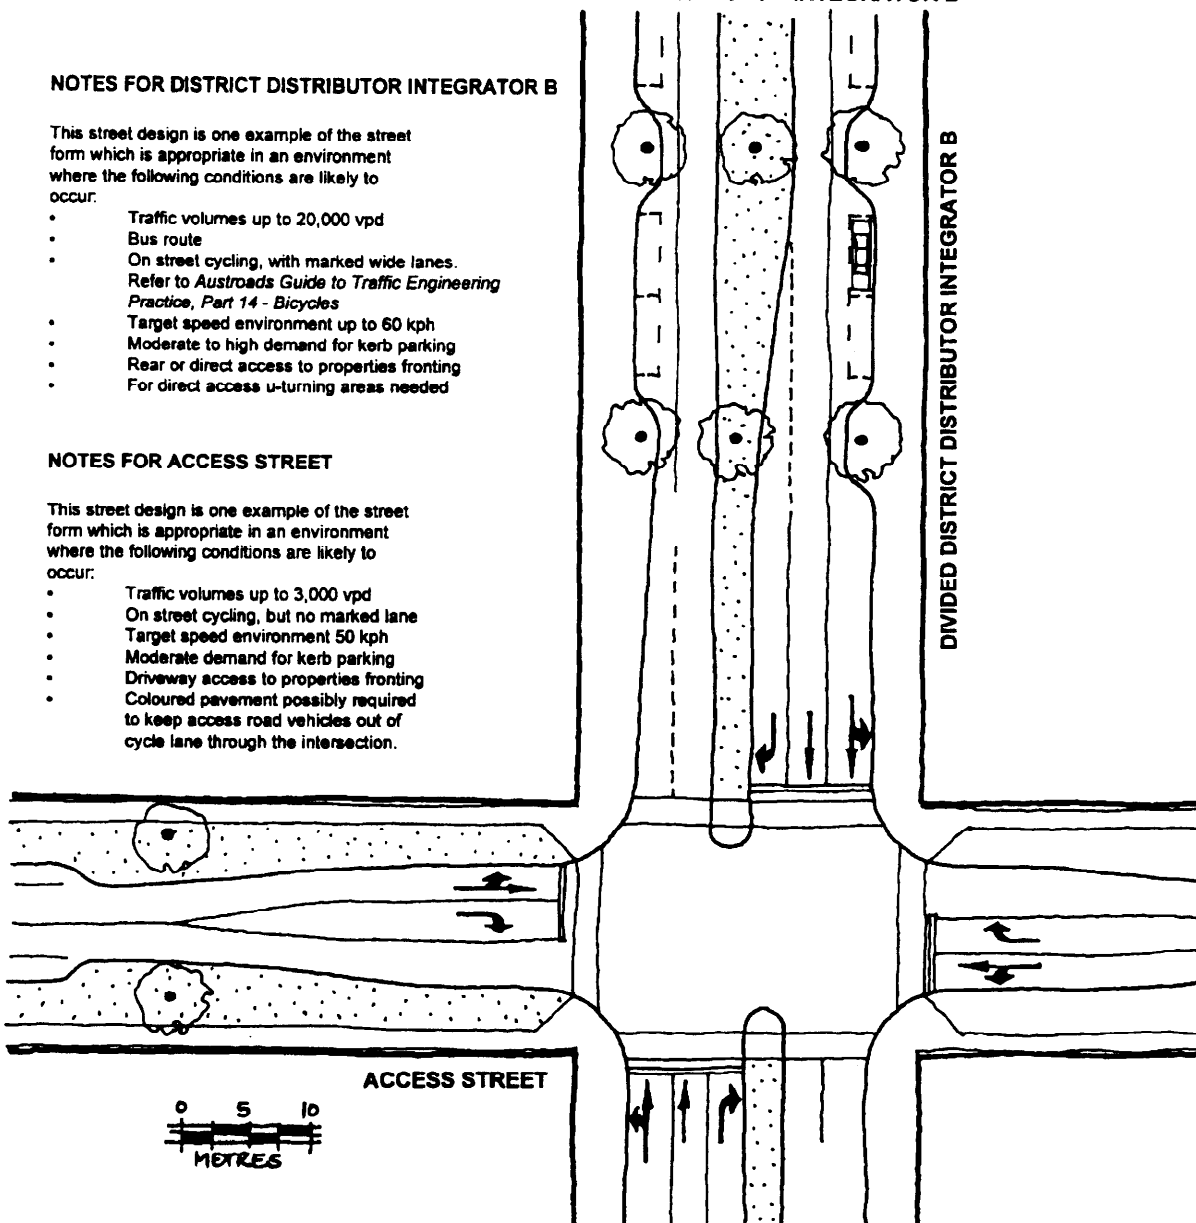 INTEGRATOR B
NOTES FOR DISTRICT DISTRIBUTOR INTEGRATOR B
This street design is one example of the street
form which is appropriate in an environment
where the following conditions are likely to
occur:
• Traffic volumes up to 20,000 vpd
• Bus route
• On street cycling, with marked wide lanes.
Refer to Austroads Guide to Traffic Engineering
Practice, Part 14 - Bicycles
• Target speed environment up to 60 kph
• Moderate to high demand for kerb parking
• Rear or direct access to properties fronting
• For direct access u-turning areas needed
NOTES FOR ACCESS STREET
This street design is one example of the street
form which is appropriate in an environment
where the following conditions are likely to
occur:
• Traffic volumes up to 3,000 vpd
• On street cycling, but no marked lane
• Target speed environment 50 kph
• Moderate demand for kerb parking
• Driveway access to properties fronting
• Coloured pavement possibly required
to keep access road vehicles out of
cycle lane through the intersection.
DIVIDED DISTRICT DISTRIBUTOR INTEGRATOR B
ACCESS STREET
0 5 10
METRES